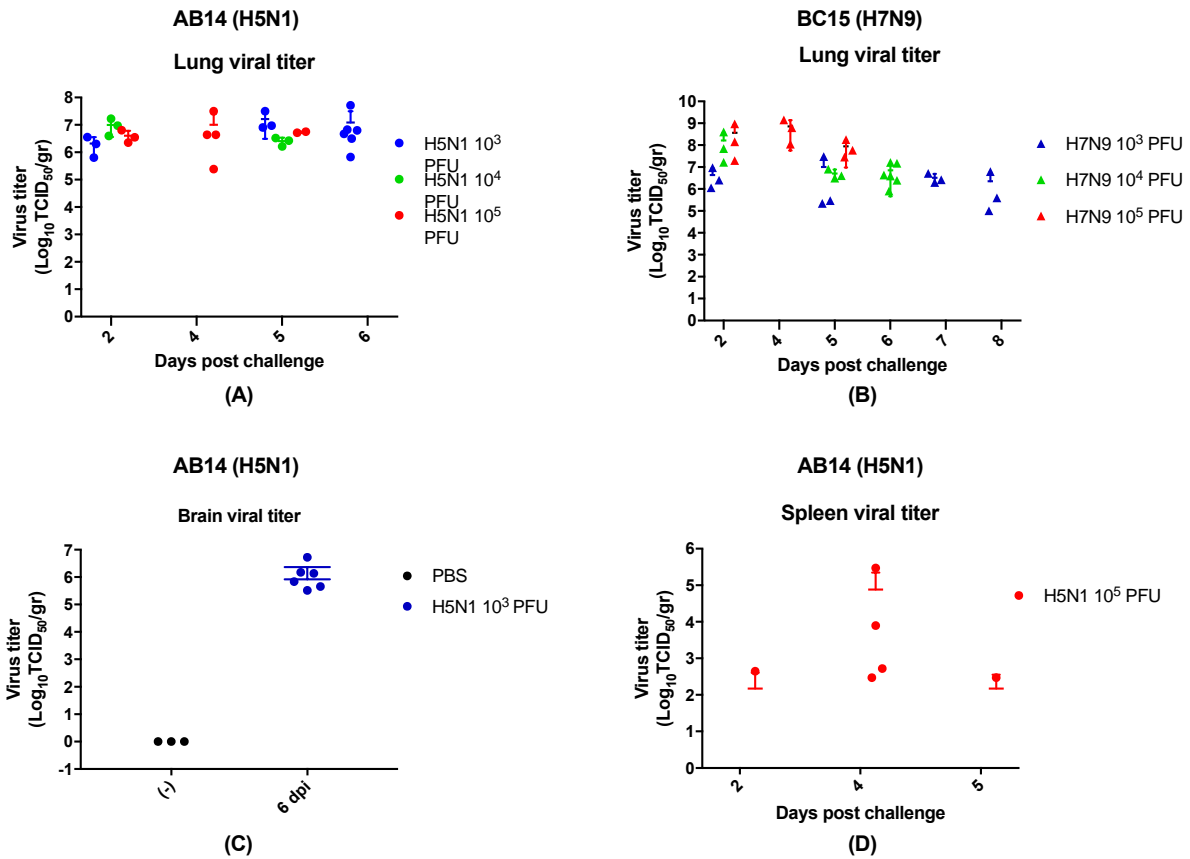 AB14 (H5N1)
Lung viral titer
Virus titer
(Log₁₀TCID₅₀/gr)
8
7
6
5
4
3
2
1
0
2
4
5
6
Days post challenge
H5N1 10³
PFU
H5N1 10⁴
PFU
H5N1 10⁵
PFU
(A)
BC15 (H7N9)
Lung viral titer
Virus titer
(Log₁₀TCID₅₀/gr)
10
9
8
7
6
5
4
3
2
1
0
2
4
5
6
7
8
Days post challenge
H7N9 10³ PFU
H7N9 10⁴ PFU
H7N9 10⁵ PFU
(B)
AB14 (H5N1)
Brain viral titer
Virus titer
(Log₁₀TCID₅₀/gr)
7
6
5
4
3
2
1
0
-1
(-)
6 dpi
PBS
H5N1 10³ PFU
(C)
AB14 (H5N1)
Spleen viral titer
Virus titer
(Log₁₀TCID₅₀/gr)
6
5
4
3
2
1
0
2
4
5
Days post challenge
H5N1 10⁵ PFU
(D)